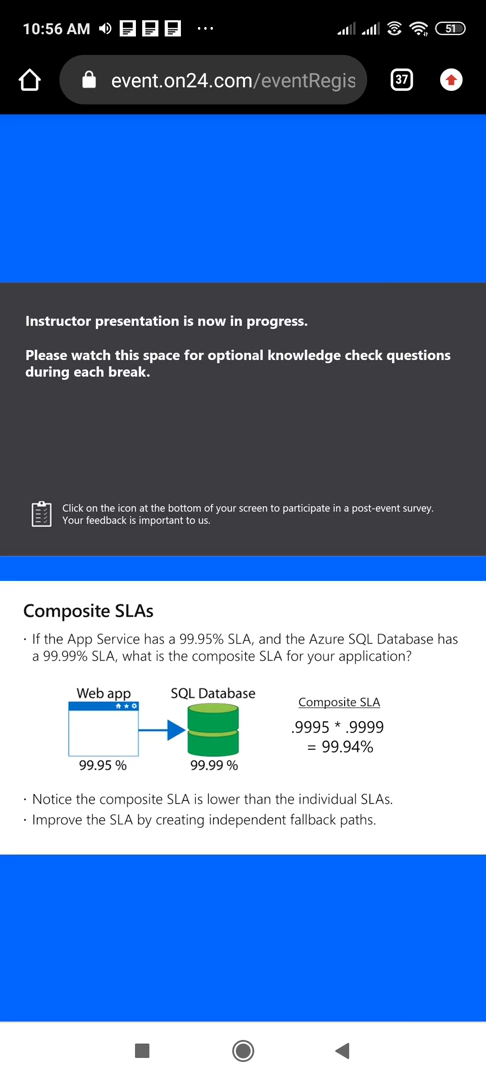 10:56 AM
51
event.on24.com/eventRegis
37
Instructor presentation is now in progress.
Please watch this space for optional knowledge check questions
during each break.
Click on the icon at the bottom of your screen to participate in a post-event survey.
Your feedback is important to us.
Composite SLAs
· If the App Service has a 99.95% SLA, and the Azure SQL Database has
a 99.99% SLA, what is the composite SLA for your application?
Web app
SQL Database
Composite SLA
.9995 * .9999
= 99.94%
99.95 %
99.99 %
· Notice the composite SLA is lower than the individual SLAs.
· Improve the SLA by creating independent fallback paths.